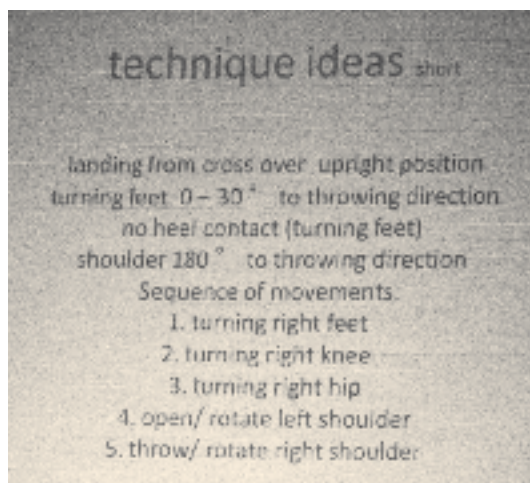 technique ideas short
landing from cross over upright position
turning feet 0 – 30° to throwing direction
no heel contact (turning feet)
shoulder 180° to throwing direction
Sequence of movements:
1. turning right feet
2. turning right knee
3. turning right hip
4. open/ rotate left shoulder
5. throw/ rotate right shoulder